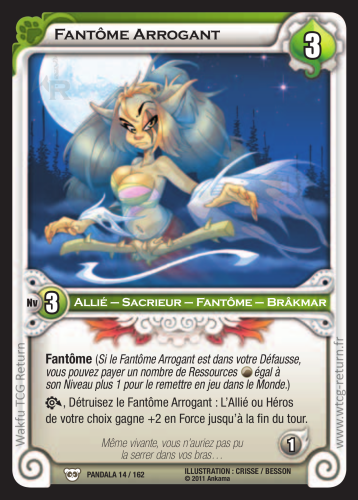 FANTÔME ARROGANT
3
Nv 3
ALLIÉ – SACRIEUR – FANTÔME – BRÂKMAR
Fantôme (Si le Fantôme Arrogant est dans votre Défausse,
vous pouvez payer un nombre de Ressources égal à
son Niveau plus 1 pour le remettre en jeu dans le Monde.)
, Détruisez le Fantôme Arrogant : L'Allié ou Héros
de votre choix gagne +2 en Force jusqu'à la fin du tour.
Même vivante, vous n'auriez pas pu
la serrer dans vos bras…
1
PANDALA 14 / 162
ILLUSTRATION : CRISSE / BESSON
© 2011 Ankama
Wakfu TCG Return
www.wtcg-return.fr